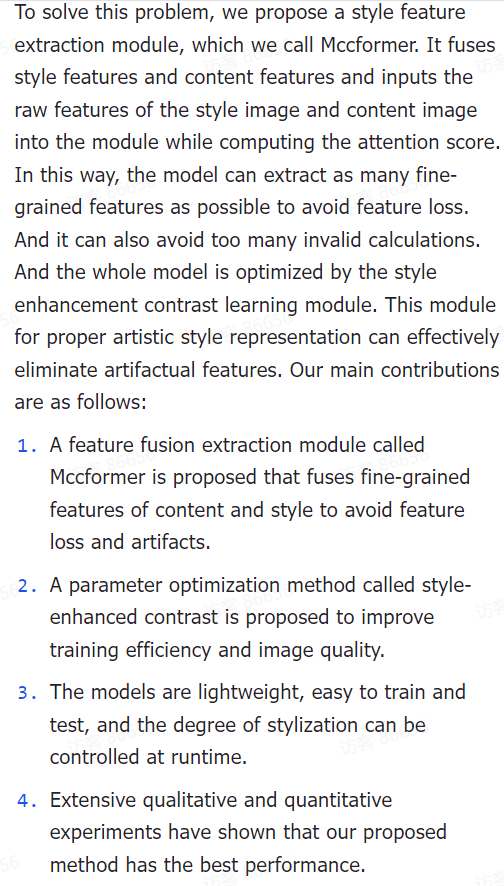 To solve this problem, we propose a style feature
extraction module, which we call Mccformer. It fuses
style features and content features and inputs the
raw features of the style image and content image
into the module while computing the attention score.
In this way, the model can extract as many fine-
grained features as possible to avoid feature loss.
And it can also avoid too many invalid calculations.
And the whole model is optimized by the style
enhancement contrast learning module. This module
for proper artistic style representation can effectively
eliminate artifactual features. Our main contributions
are as follows:
1. A feature fusion extraction module called
Mccformer is proposed that fuses fine-grained
features of content and style to avoid feature
loss and artifacts.
2. A parameter optimization method called style-
enhanced contrast is proposed to improve
training efficiency and image quality.
3. The models are lightweight, easy to train and
test, and the degree of stylization can be
controlled at runtime.
4. Extensive qualitative and quantitative
experiments have shown that our proposed
method has the best performance.